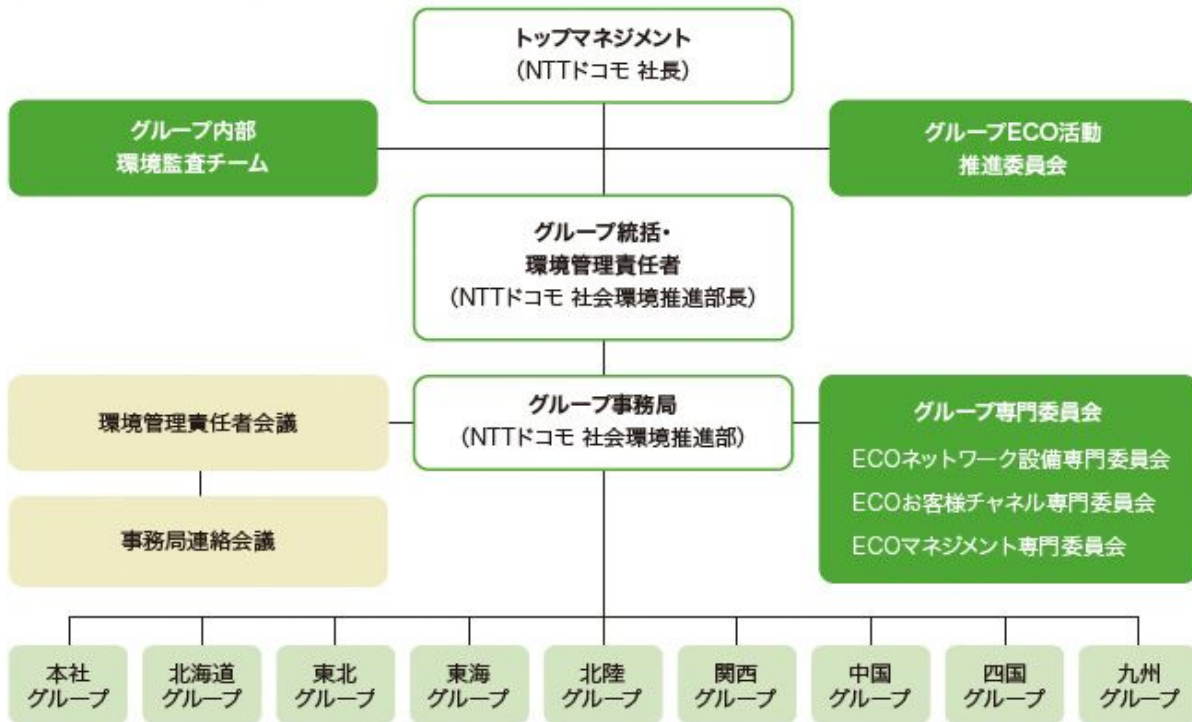 トップマネジメント
（NTTドコモ 社長）
グループ内部
環境監査チーム
グループECO活動
推進委員会
グループ統括・
環境管理責任者
（NTTドコモ 社会環境推進部長）
環境管理責任者会議
グループ事務局
（NTTドコモ 社会環境推進部）
グループ専門委員会
ECOネットワーク設備専門委員会
ECOお客様チャネル専門委員会
ECOマネジメント専門委員会
事務局連絡会議
本社
グループ
北海道
グループ
東北
グループ
東海
グループ
北陸
グループ
関西
グループ
中国
グループ
四国
グループ
九州
グループ